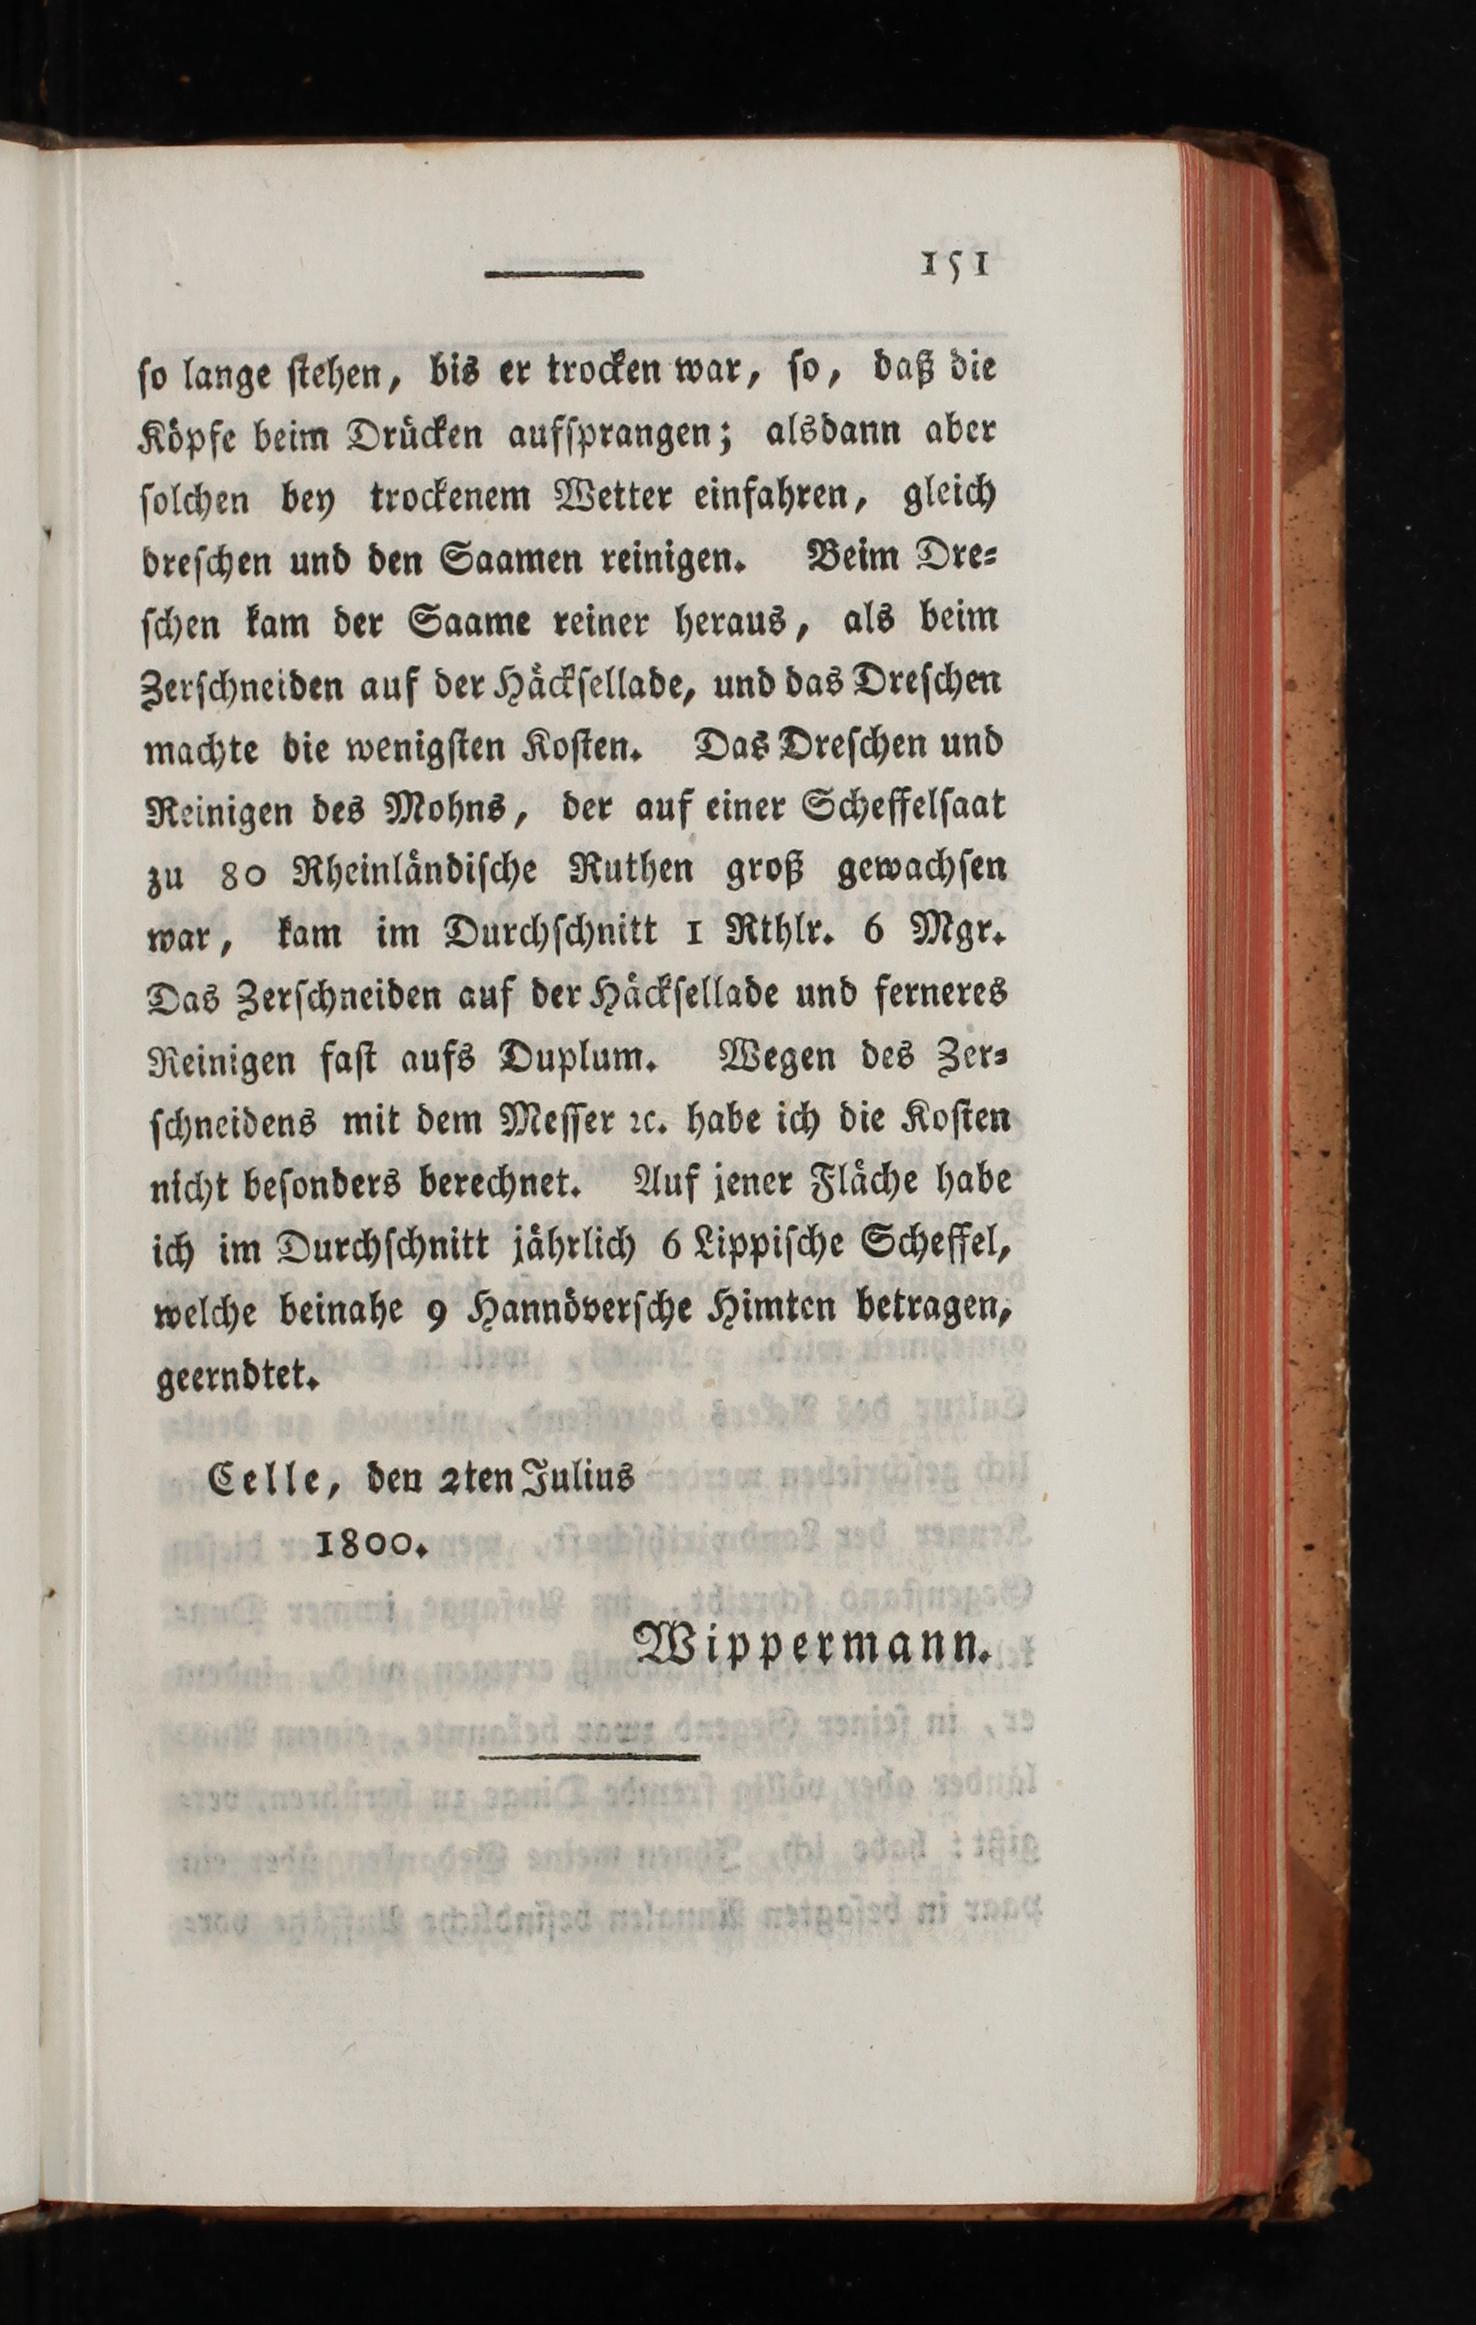 151
so lange stehen, bis er trocken war, so, daß die
Köpfe beim Drücken aufsprangen; alsdann aber
solchen bey trockenem Wetter einfahren, gleich
dreschen und den Saamen reinigen. Beim Dre=
schen kam der Saame reiner heraus, als beim
Zerschneiden auf der Häcksellade, und das Dreschen
machte die wenigsten Kosten. Das Dreschen und
Reinigen des Mohns, der auf einer Scheffelsaat
zu 80 Rheinländische Ruthen groß gewachsen
war, kam im Durchschnitt 1 Rthlr. 6 Mgr.
Das Zerschneiden auf der Häcksellade und ferneres
Reinigen fast aufs Duplum. Wegen des Zer=
schneidens mit dem Messer ꝛc. habe ich die Kosten
nicht besonders berechnet. Auf jener Fläche habe
ich im Durchschnitt jährlich 6 Lippische Scheffel,
welche beinahe 9 Hannöversche Himten betragen,
geerndtet.
Celle, den 2ten Julius
1800.
Wippermann.